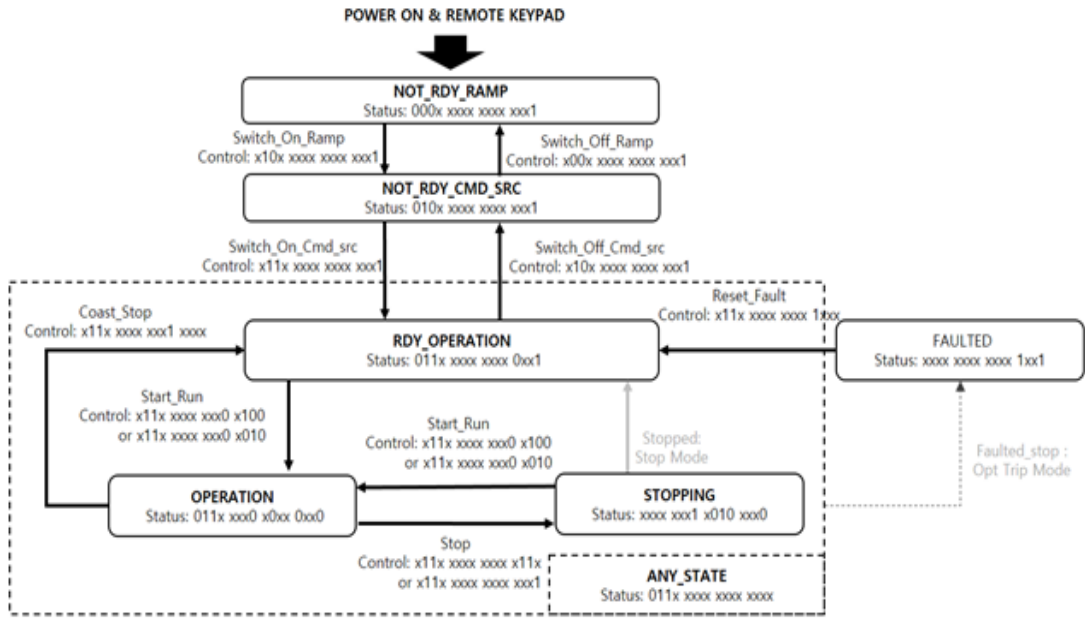 POWER ON & REMOTE KEYPAD
NOT_RDY_RAMP
Status: 000x xxxx xxxx xxx1
Switch_On_Ramp
Control: x10x xxxx xxxx xxx1
Switch_Off_Ramp
Control: x00x xxxx xxxx xxx1
NOT_RDY_CMD_SRC
Status: 010x xxxx xxxx xxx1
Switch_On_Cmd_src
Control: x11x xxxx xxxx xxx1
Switch_Off_Cmd_src
Control: x10x xxxx xxxx xxx1
Coast_Stop
Control: x11x xxxx xxx1 xxxx
Reset_Fault
Control: x11x xxxx xxxx 1xxx
RDY_OPERATION
Status: 011x xxxx xxxx 0xx1
FAULTED
Status: xxxx xxxx xxxx 1xx1
Start_Run
Control: x11x xxxx xxx0 x100
or x11x xxxx xxx0 x010
Start_Run
Control: x11x xxxx xxx0 x100
or x11x xxxx xxx0 x010
Stopped:
Stop Mode
Faulted_stop :
Opt Trip Mode
OPERATION
Status: 011x xxx0 x0xx 0xx0
STOPPING
Status: xxxx xxx1 x010 xxx0
Stop
Control: x11x xxxx xxxx x11x
or x11x xxxx xxxx xxx1
ANY_STATE
Status: 011x xxxx xxxx xxxx